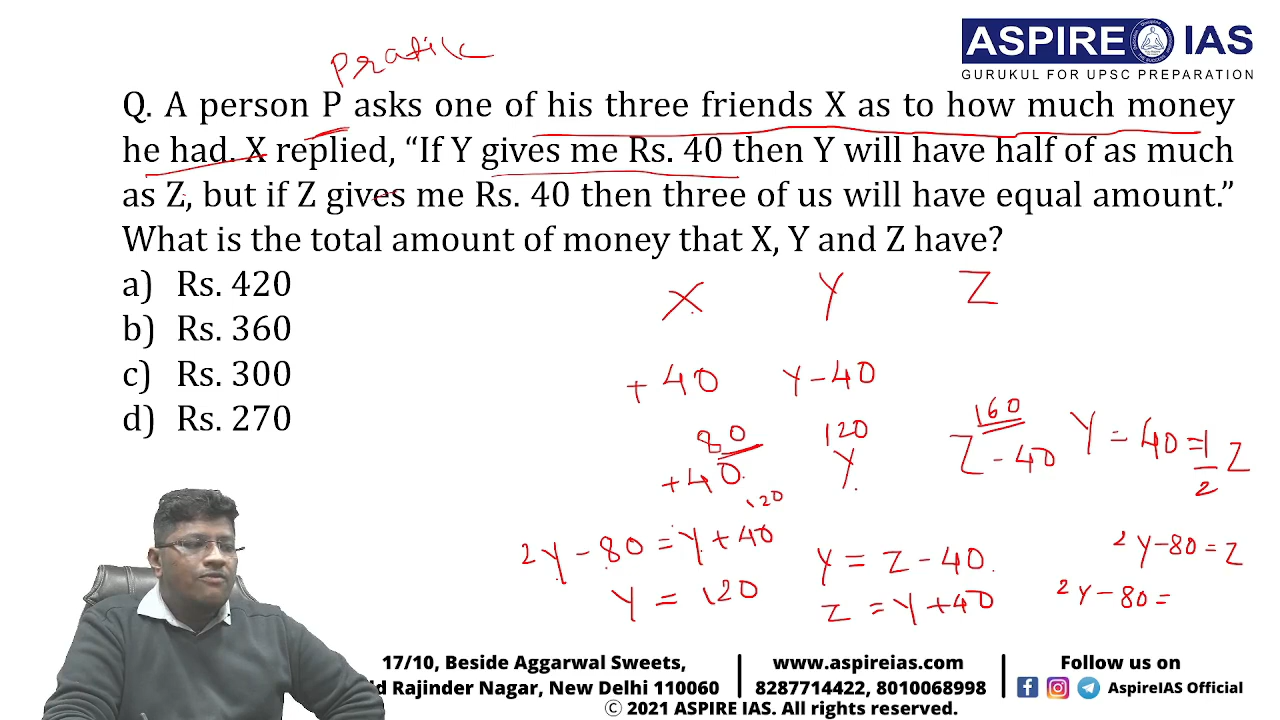 ASPIRE IAS
GURUKUL FOR UPSC PREPARATION
Pratik
Q. A person P asks one of his three friends X as to how much money
he had. X replied, “If Y gives me Rs. 40 then Y will have half of as much
as Z, but if Z gives me Rs. 40 then three of us will have equal amount.”
What is the total amount of money that X, Y and Z have?
a) Rs. 420
b) Rs. 360
c) Rs. 300
d) Rs. 270
X Y Z
+ 40 Y - 40
80 120 160
+40 Y Z - 40 Y - 40 = 1/2 Z
120
2Y - 80 = Y + 40 Y = Z - 40 2Y - 80 = Z
Y = 120 Z = Y + 40 2Y - 80 =
17/10, Beside Aggarwal Sweets,
Rajinder Nagar, New Delhi 110060
www.aspireias.com
8287714422, 8010068998
Follow us on
AspireIAS Official
© 2021 ASPIRE IAS. All rights reserved.